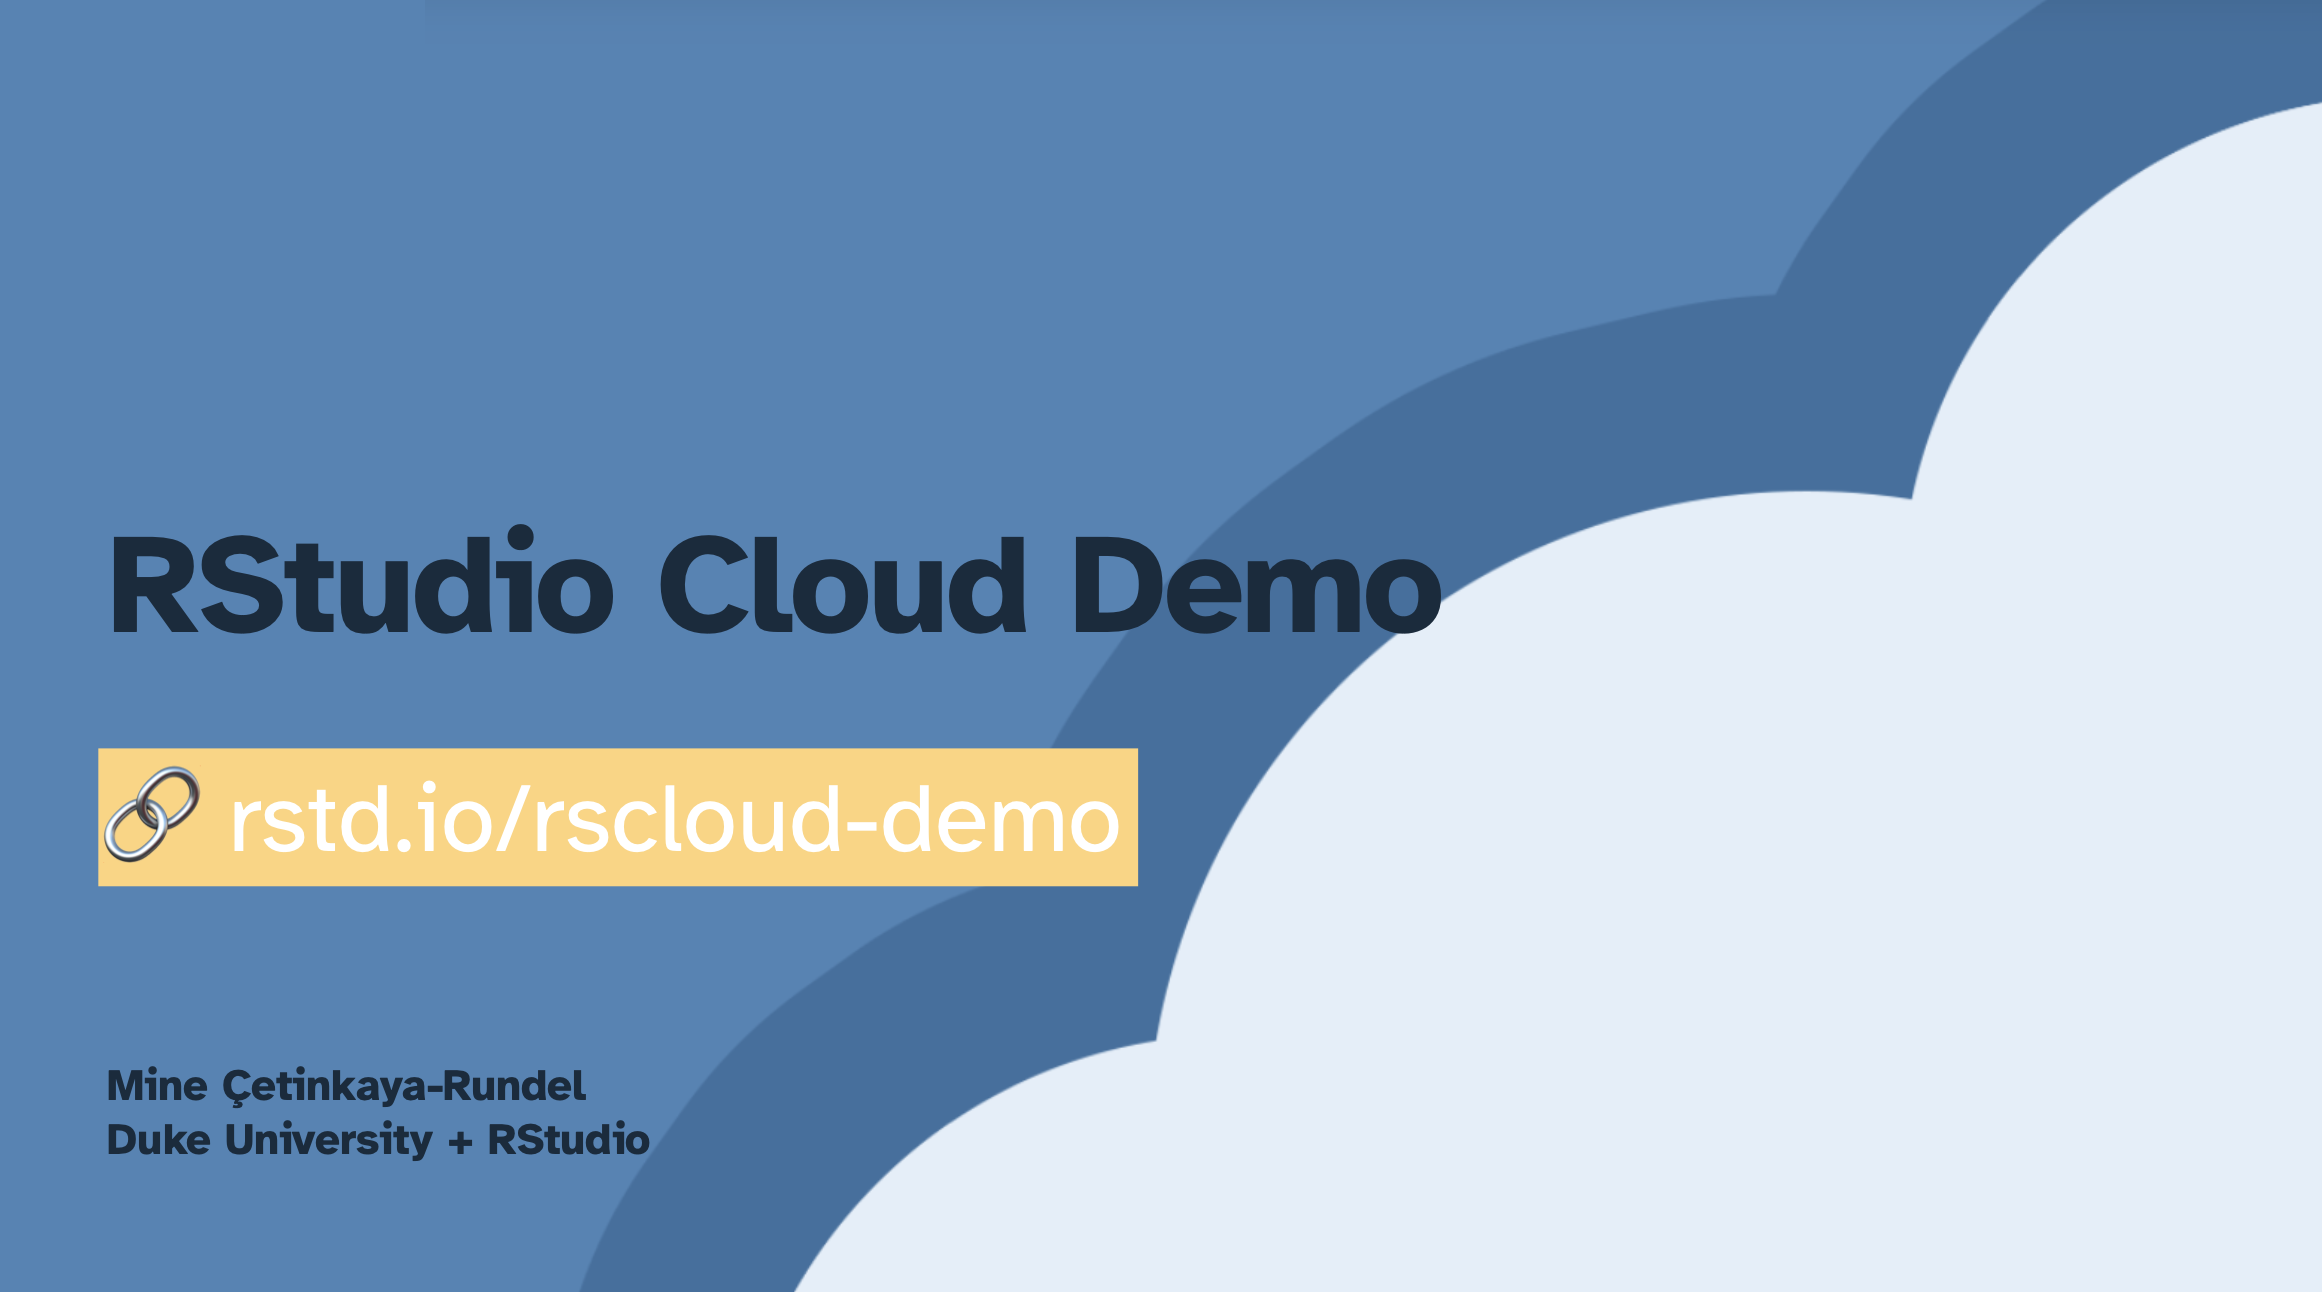 RStudio Cloud Demo
🔗 rstd.io/rscloud-demo
Mine Çetinkaya-Rundel
Duke University + RStudio